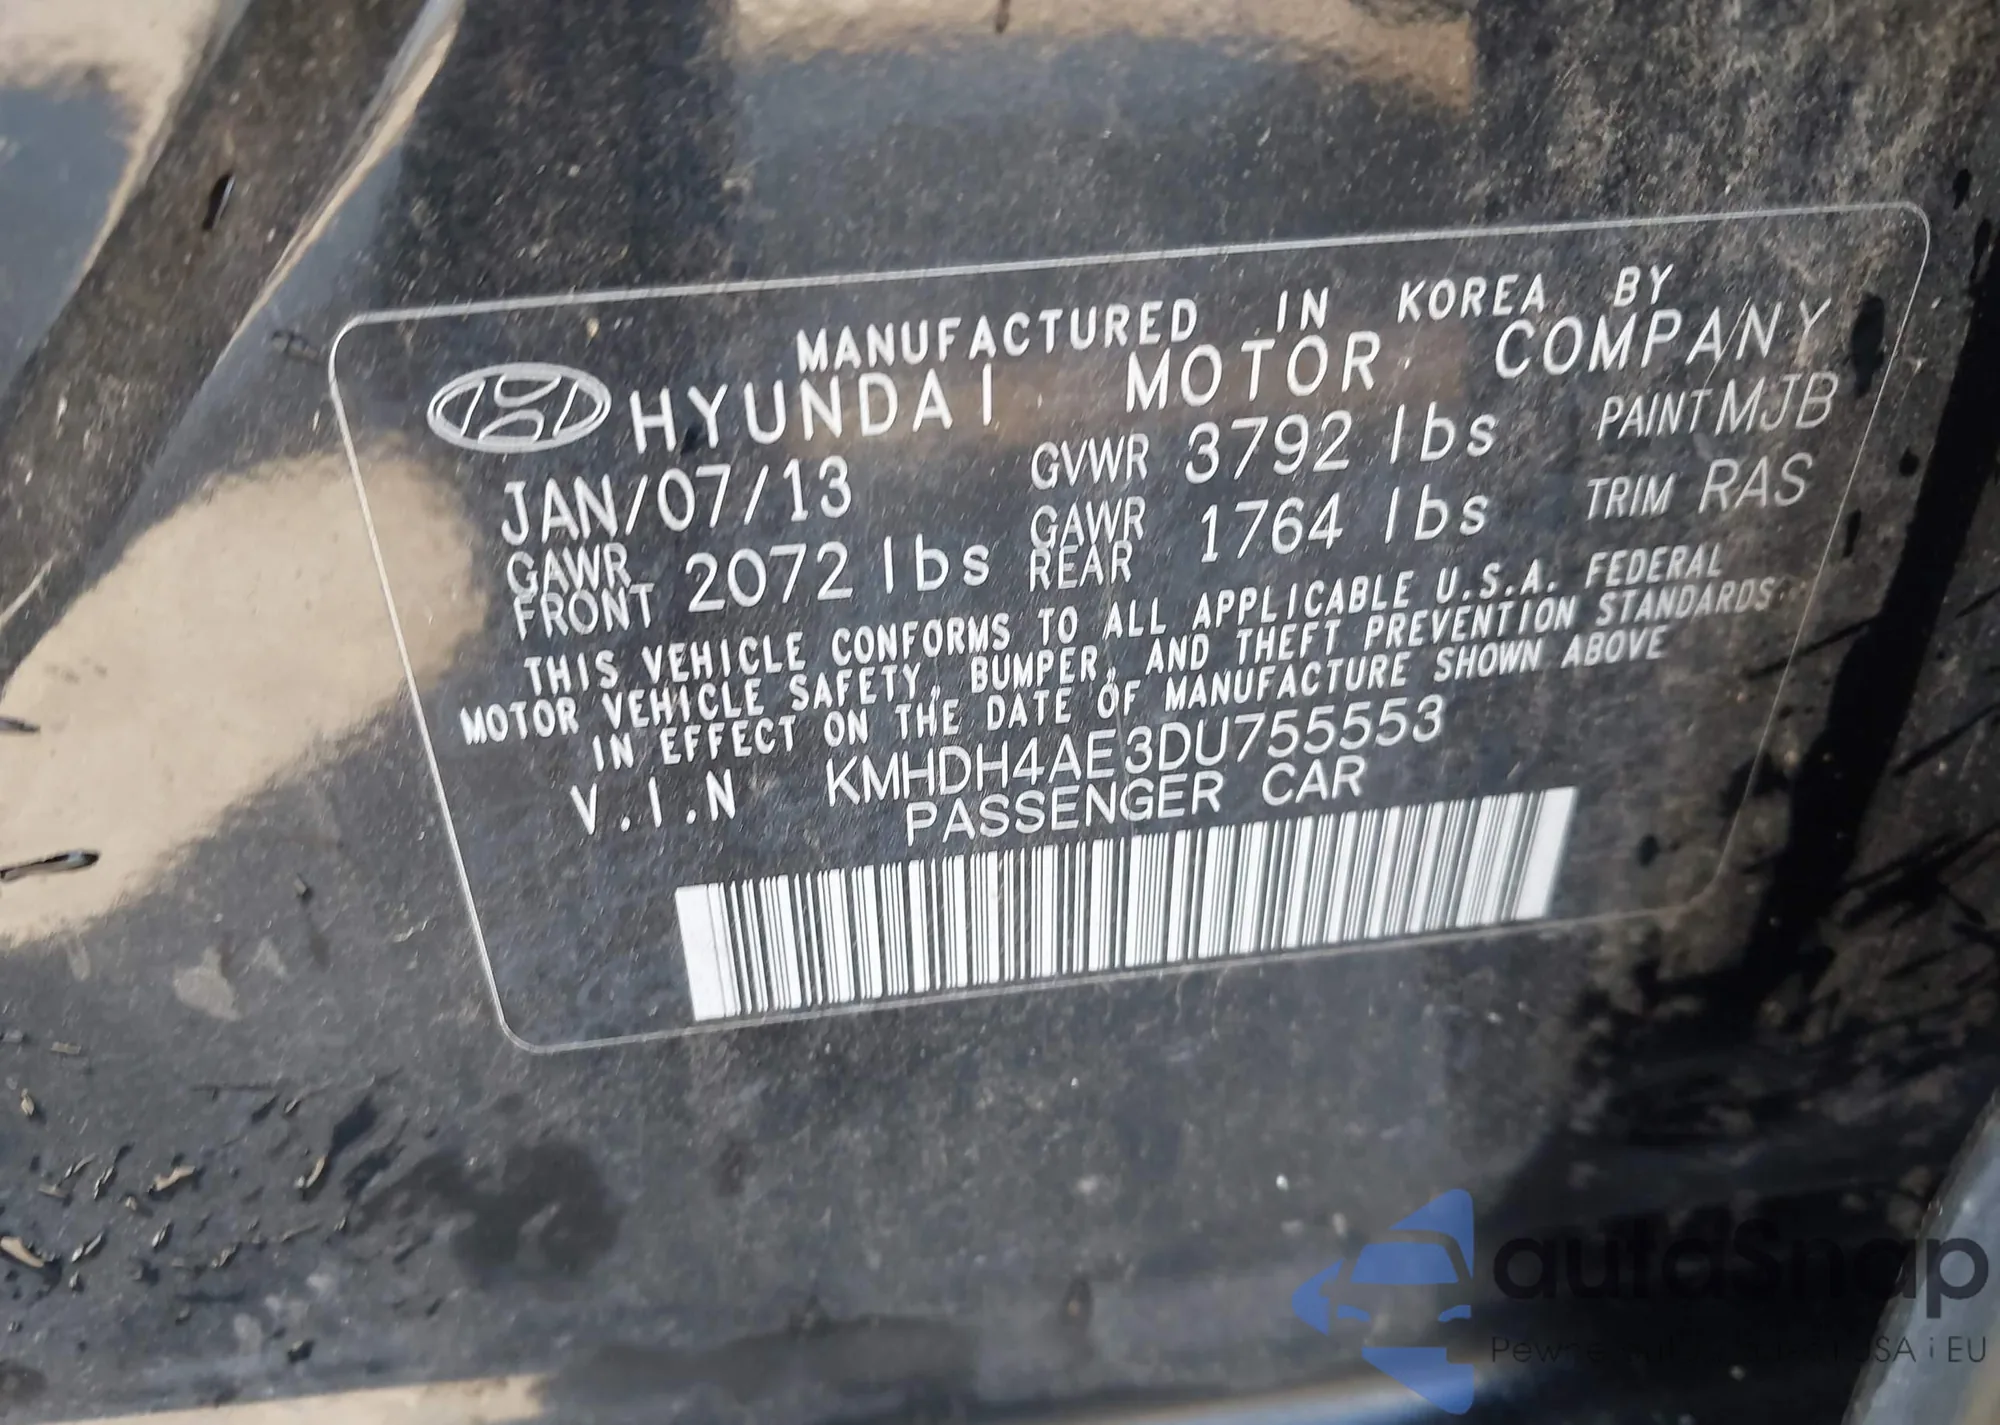 MANUFACTURED IN KOREA BY
HYUNDAI MOTOR COMPANY
JAN/07/13 GVWR 3792 lbs PAINT MJB
GAWR FRONT 2072 lbs GAWR REAR 1764 lbs TRIM RAS
THIS VEHICLE CONFORMS TO ALL APPLICABLE U.S.A. FEDERAL
MOTOR VEHICLE SAFETY, BUMPER, AND THEFT PREVENTION STANDARDS
IN EFFECT ON THE DATE OF MANUFACTURE SHOWN ABOVE
V.I.N KMHDH4AE3DU755553
PASSENGER CAR
autoSnap
USA i EU